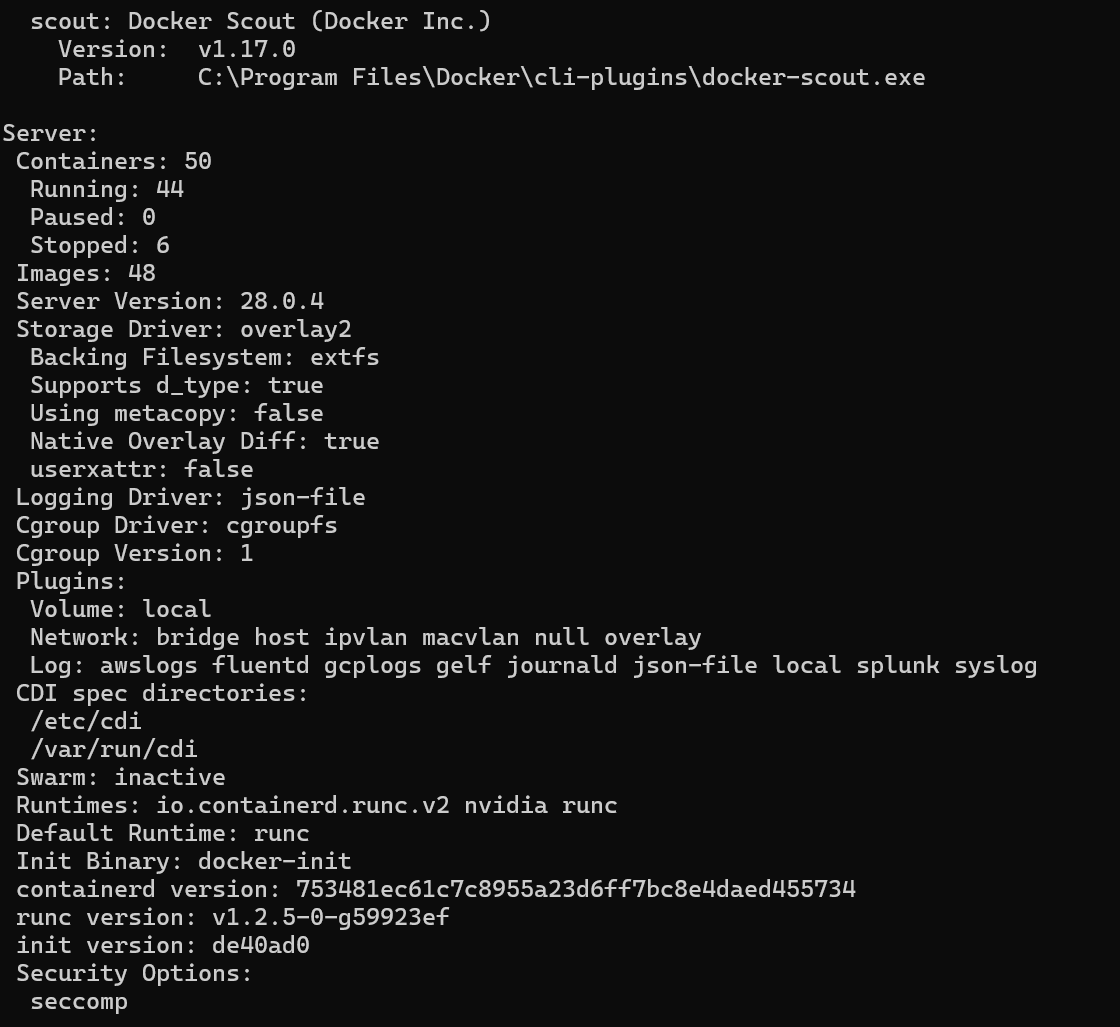 scout: Docker Scout (Docker Inc.)
Version:  v1.17.0
Path:     C:\Program Files\Docker\cli-plugins\docker-scout.exe
Server:
Containers: 50
Running: 44
Paused: 0
Stopped: 6
Images: 48
Server Version: 28.0.4
Storage Driver: overlay2
Backing Filesystem: extfs
Supports d_type: true
Using metacopy: false
Native Overlay Diff: true
userxattr: false
Logging Driver: json-file
Cgroup Driver: cgroupfs
Cgroup Version: 1
Plugins:
Volume: local
Network: bridge host ipvlan macvlan null overlay
Log: awslogs fluentd gcplogs gelf journald json-file local splunk syslog
CDI spec directories:
/etc/cdi
/var/run/cdi
Swarm: inactive
Runtimes: io.containerd.runc.v2 nvidia runc
Default Runtime: runc
Init Binary: docker-init
containerd version: 753481ec61c7c8955a23d6ff7bc8e4daed455734
runc version: v1.2.5-0-g59923ef
init version: de40ad0
Security Options:
seccomp